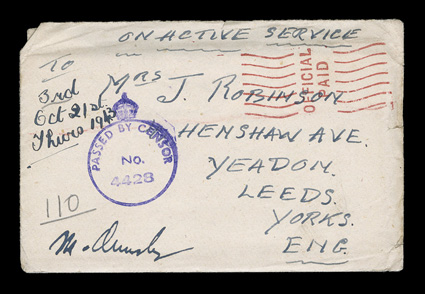 ON ACTIVE SERVICE
TO
Mrs J. ROBINSON
HENSHAW AVE.
YEADON.
LEEDS.
YORKS.
ENG.
3rd
Oct 21st
Thurs
OFFICIAL
PAID
PASSED BY CENSOR
No.
4428
110